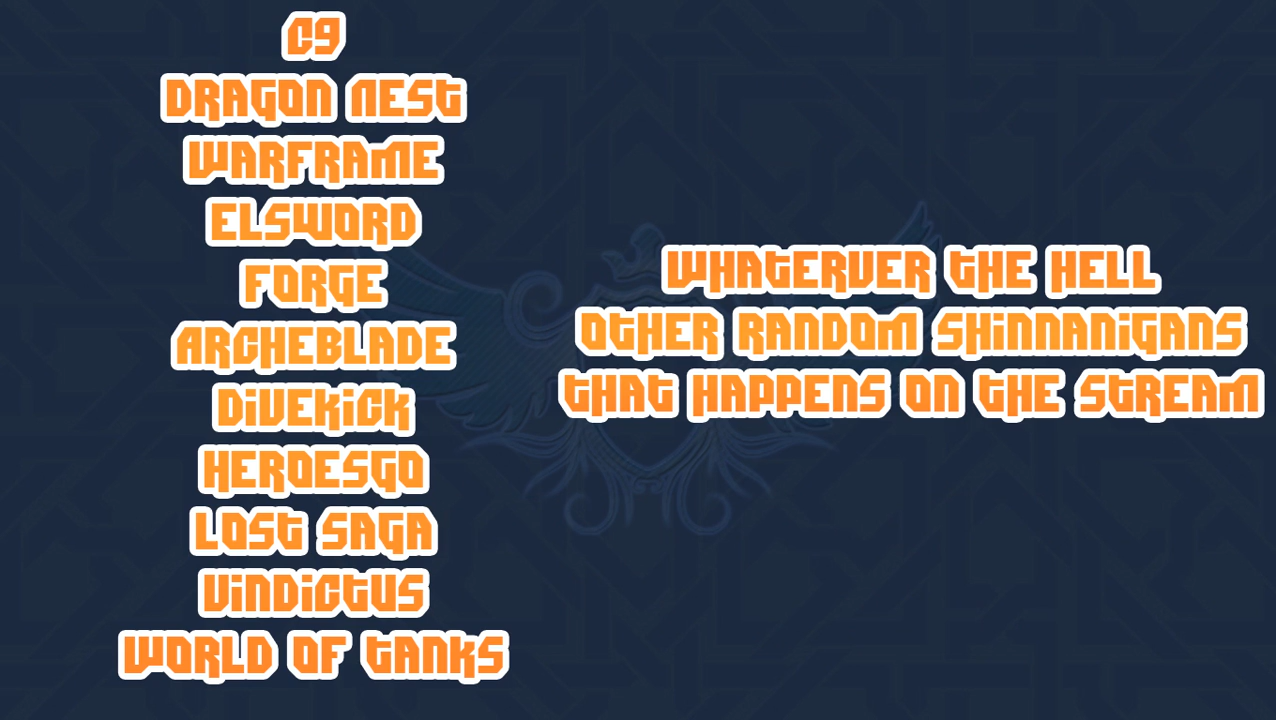 C9
DRAGON NEST
WARFRAME
ELSWORD
FORGE
ARCHEBLADE
DiVEKiCK
HEROESGO
LOST SAGA
ViNDiCTUS
WORLD OF TANKS
WHATERVER THE HELL
OTHER RANDOM SHiNNANiGANS
THAT HAPPENS ON THE STREAM